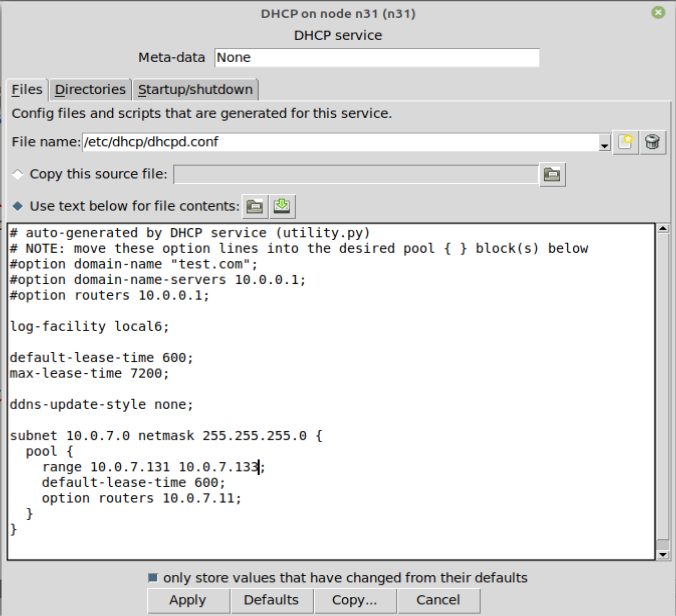 DHCP on node n31 (n31)
DHCP service
Meta-data None
Files Directories Startup/shutdown
Config files and scripts that are generated for this service.
File name: /etc/dhcp/dhcpd.conf
Copy this source file:
Use text below for file contents:
# auto-generated by DHCP service (utility.py)
# NOTE: move these option lines into the desired pool { } block(s) below
#option domain-name "test.com";
#option domain-name-servers 10.0.0.1;
#option routers 10.0.0.1;

log-facility local6;

default-lease-time 600;
max-lease-time 7200;

ddns-update-style none;

subnet 10.0.7.0 netmask 255.255.255.0 {
  pool {
    range 10.0.7.131 10.0.7.133;
    default-lease-time 600;
    option routers 10.0.7.11;
  }
}
only store values that have changed from their defaults
Apply Defaults Copy... Cancel